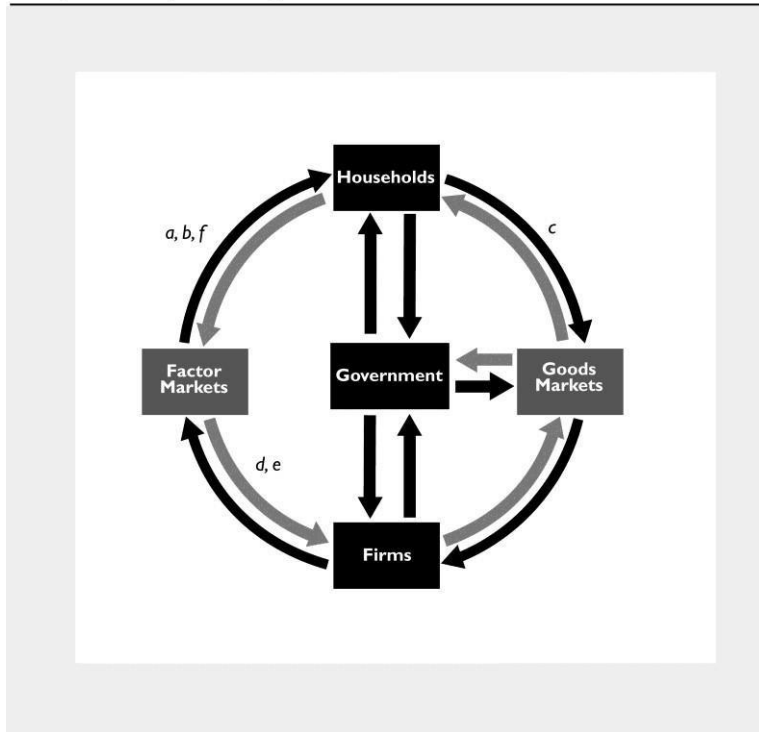 Households
a, b, f
c
Factor
Markets
Government
Goods
Markets
d, e
Firms